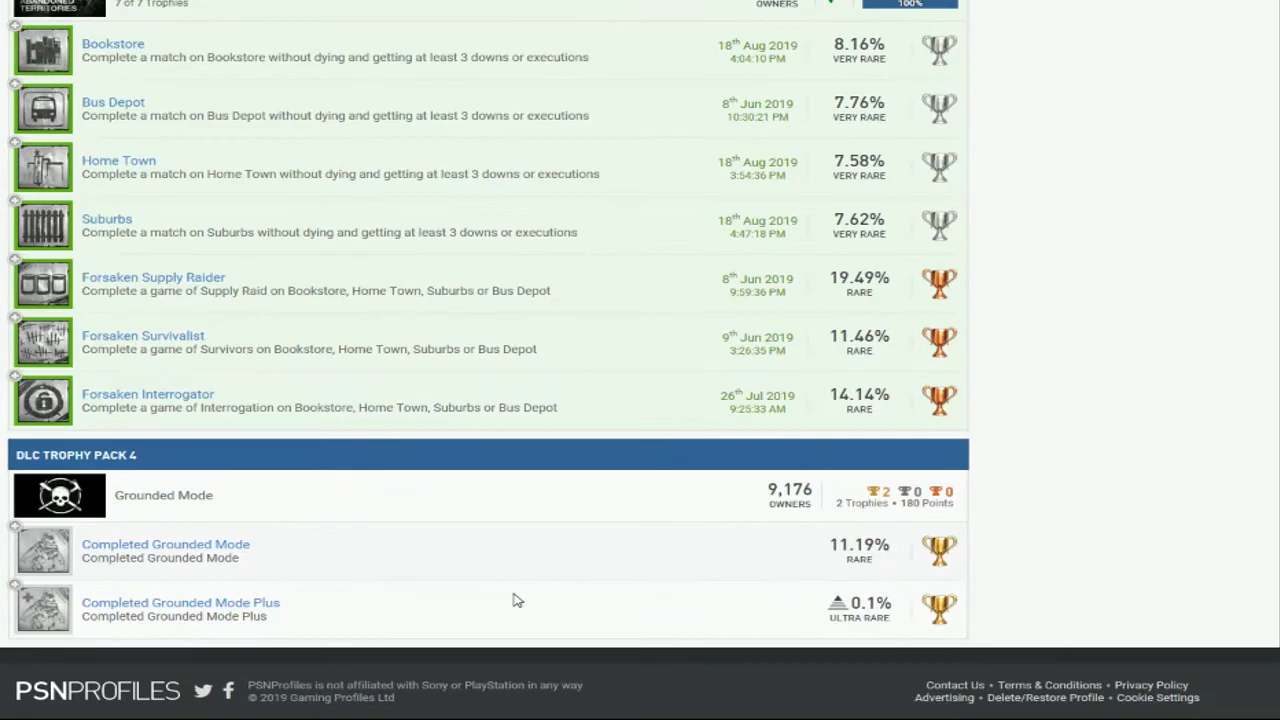 ABANDONED
TERRITORIES
7 of 7 Trophies
OWNERS
100%
Bookstore
Complete a match on Bookstore without dying and getting at least 3 downs or executions
18th Aug 2019
4:04:10 PM
8.16%
VERY RARE
Bus Depot
Complete a match on Bus Depot without dying and getting at least 3 downs or executions
8th Jun 2019
10:30:21 PM
7.76%
VERY RARE
Home Town
Complete a match on Home Town without dying and getting at least 3 downs or executions
18th Aug 2019
3:54:36 PM
7.58%
VERY RARE
Suburbs
Complete a match on Suburbs without dying and getting at least 3 downs or executions
18th Aug 2019
4:47:18 PM
7.62%
VERY RARE
Forsaken Supply Raider
Complete a game of Supply Raid on Bookstore, Home Town, Suburbs or Bus Depot
8th Jun 2019
9:59:36 PM
19.49%
RARE
Forsaken Survivalist
Complete a game of Survivors on Bookstore, Home Town, Suburbs or Bus Depot
9th Jun 2019
3:26:35 PM
11.46%
RARE
Forsaken Interrogator
Complete a game of Interrogation on Bookstore, Home Town, Suburbs or Bus Depot
26th Jul 2019
9:25:33 AM
14.14%
RARE
DLC TROPHY PACK 4
Grounded Mode
9,176
OWNERS
2 0 0
2 Trophies • 180 Points
Completed Grounded Mode
Completed Grounded Mode
11.19%
RARE
Completed Grounded Mode Plus
Completed Grounded Mode Plus
0.1%
ULTRA RARE
PSNPROFILES
PSNProfiles is not affiliated with Sony or PlayStation in any way
© 2019 Gaming Profiles Ltd
Contact Us • Terms & Conditions • Privacy Policy
Advertising • Delete/Restore Profile • Cookie Settings